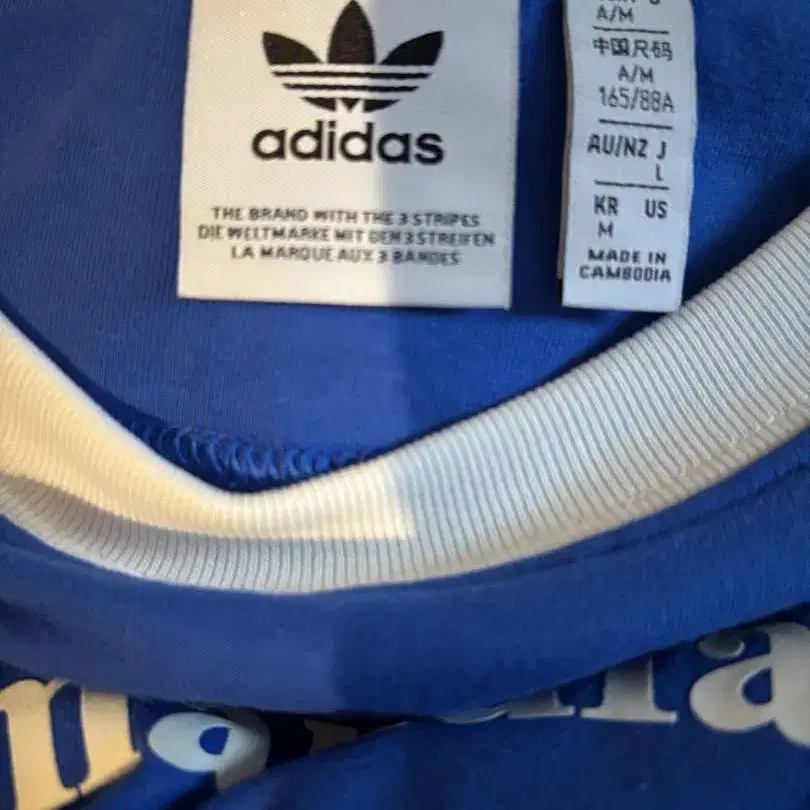 adidas
THE BRAND WITH THE 3 STRIPES
DIE WELTMARKE MIT DEN 3 STREIFEN
LA MARQUE AUX 3 BANDES
A/M
中国尺码
A/M
165/88A
AU/NZ J
L
KR US
M
MADE IN
CAMBODIA